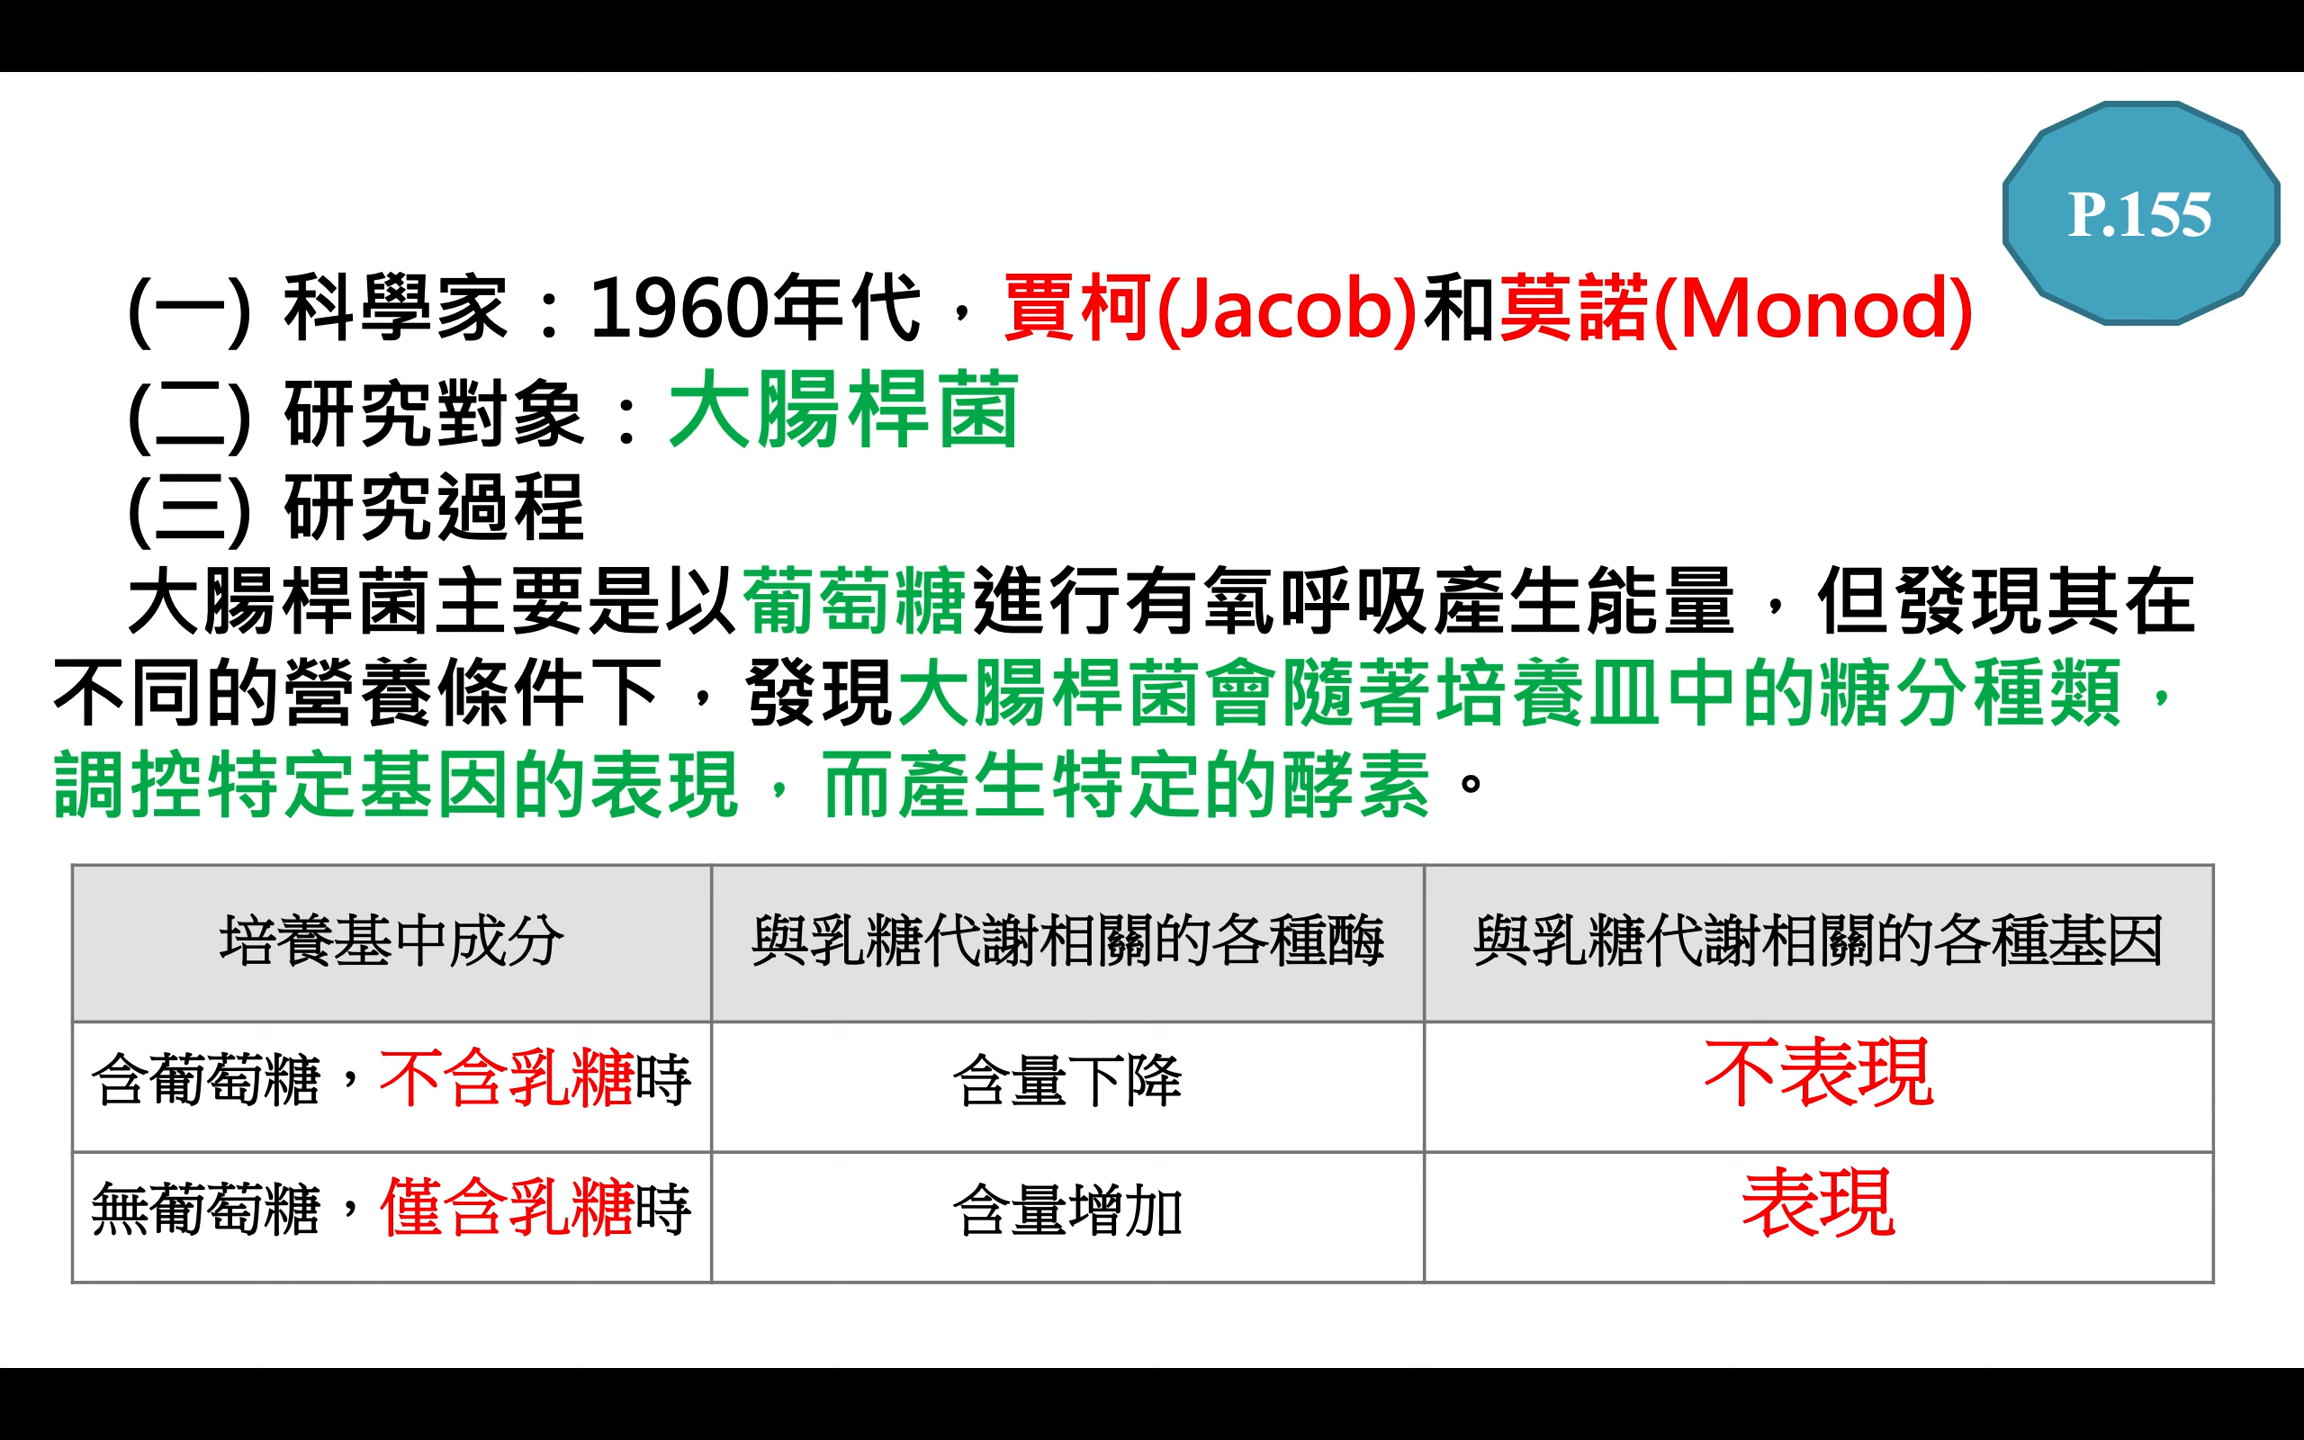 P.155
(一) 科學家：1960年代，賈柯(Jacob)和莫諾(Monod)
(二) 研究對象：大腸桿菌
(三) 研究過程
大腸桿菌主要是以葡萄糖進行有氧呼吸產生能量，但發現其在
不同的營養條件下，發現大腸桿菌會隨著培養皿中的糖分種類，
調控特定基因的表現，而產生特定的酵素。
培養基中成分 與乳糖代謝相關的各種酶 與乳糖代謝相關的各種基因
含葡萄糖，不含乳糖時 含量下降 不表現
無葡萄糖，僅含乳糖時 含量增加 表現